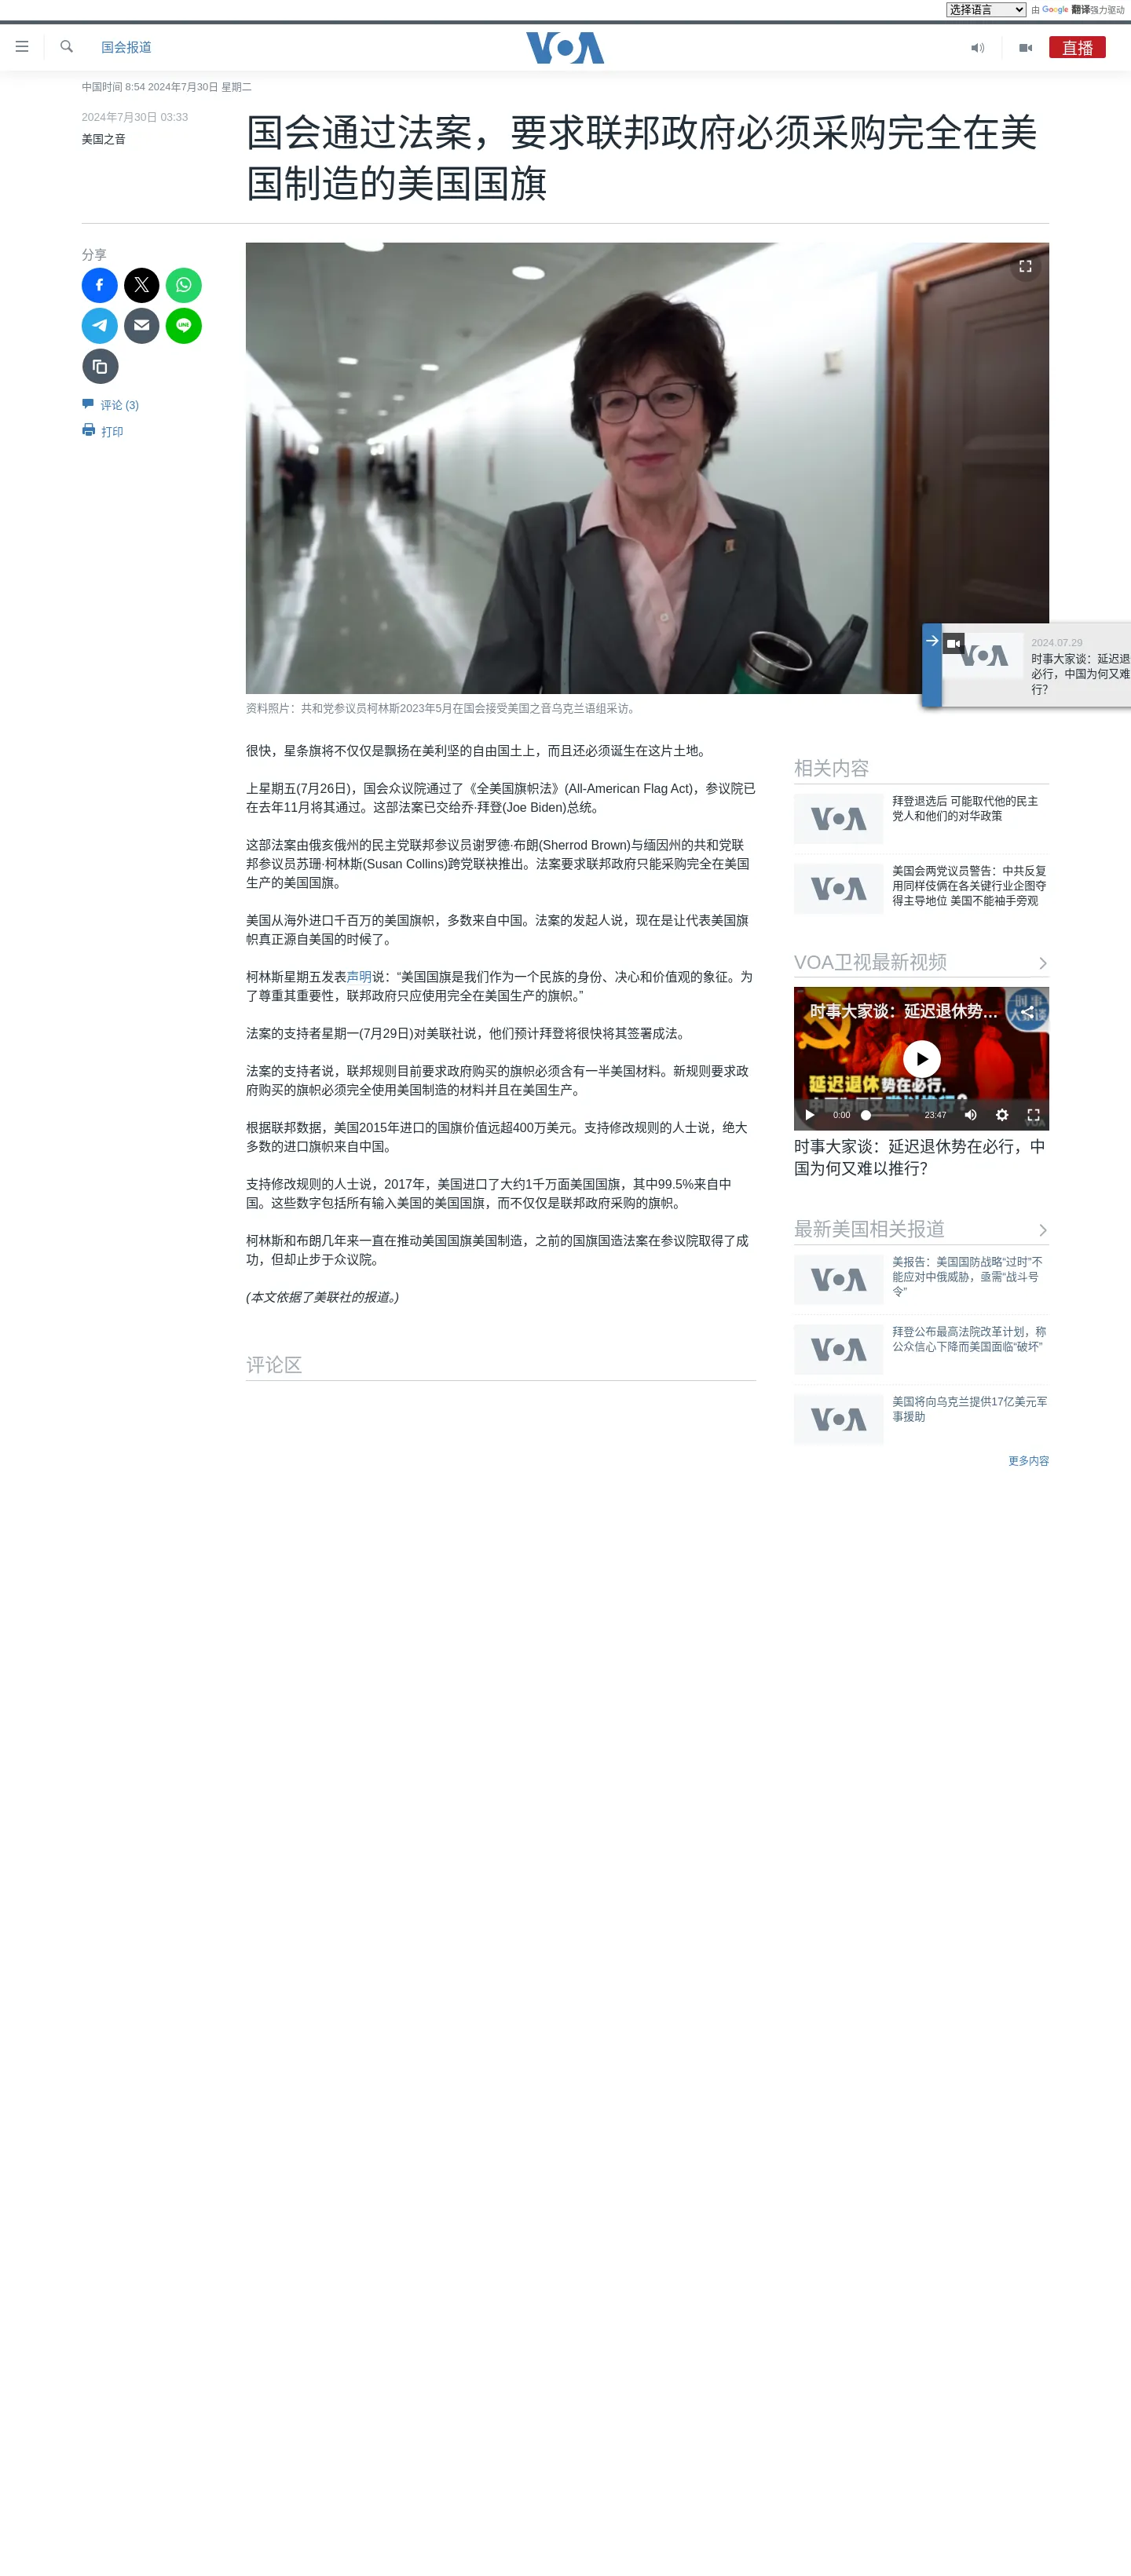 选择语言 由 Google 翻译强力驱动
国会报道
VOA
直播
中国时间 8:54 2024年7月30日 星期二
2024年7月30日 03:33
美国之音
国会通过法案，要求联邦政府必须采购完全在美
国制造的美国国旗
分享
评论 (3)
打印
资料照片：共和党参议员柯林斯2023年5月在国会接受美国之音乌克兰语组采访。
VOA
2024.07.29
时事大家谈：延迟退
必行，中国为何又难
行？
很快，星条旗将不仅仅是飘扬在美利坚的自由国土上，而且还必须诞生在这片土地。
上星期五(7月26日)，国会众议院通过了《全美国旗帜法》(All-American Flag Act)，参议院已
在去年11月将其通过。这部法案已交给乔·拜登(Joe Biden)总统。
这部法案由俄亥俄州的民主党联邦参议员谢罗德·布朗(Sherrod Brown)与缅因州的共和党联
邦参议员苏珊·柯林斯(Susan Collins)跨党联袂推出。法案要求联邦政府只能采购完全在美国
生产的美国国旗。
美国从海外进口千百万的美国旗帜，多数来自中国。法案的发起人说，现在是让代表美国旗
帜真正源自美国的时候了。
柯林斯星期五发表声明说：“美国国旗是我们作为一个民族的身份、决心和价值观的象征。为
了尊重其重要性，联邦政府只应使用完全在美国生产的旗帜。”
法案的支持者星期一(7月29日)对美联社说，他们预计拜登将很快将其签署成法。
法案的支持者说，联邦规则目前要求政府购买的旗帜必须含有一半美国材料。新规则要求政
府购买的旗帜必须完全使用美国制造的材料并且在美国生产。
根据联邦数据，美国2015年进口的国旗价值远超400万美元。支持修改规则的人士说，绝大
多数的进口旗帜来自中国。
支持修改规则的人士说，2017年，美国进口了大约1千万面美国国旗，其中99.5%来自中
国。这些数字包括所有输入美国的美国国旗，而不仅仅是联邦政府采购的旗帜。
柯林斯和布朗几年来一直在推动美国国旗美国制造，之前的国旗国造法案在参议院取得了成
功，但却止步于众议院。
(本文依据了美联社的报道。)
评论区
相关内容
VOA
拜登退选后 可能取代他的民主
党人和他们的对华政策
VOA
美国会两党议员警告：中共反复
用同样伎俩在各关键行业企图夺
得主导地位 美国不能袖手旁观
VOA卫视最新视频
时事大家谈：延迟退休势...
时事
大家谈
延迟退休势在必行，
中国为何又难以推行？
0:00
23:47
VOA
时事大家谈：延迟退休势在必行，中
国为何又难以推行？
最新美国相关报道
VOA
美报告：美国国防战略“过时”不
能应对中俄威胁，亟需“战斗号
令”
VOA
拜登公布最高法院改革计划，称
公众信心下降而美国面临“破坏”
VOA
美国将向乌克兰提供17亿美元军
事援助
更多内容